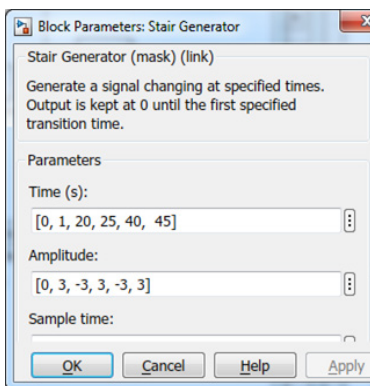 Block Parameters: Stair Generator
Stair Generator (mask) (link)
Generate a signal changing at specified times.
Output is kept at 0 until the first specified
transition time.
Parameters
Time (s):
[0, 1, 20, 25, 40,  45]
Amplitude:
[0, 3, -3, 3, -3, 3]
Sample time:
OK Cancel Help Apply